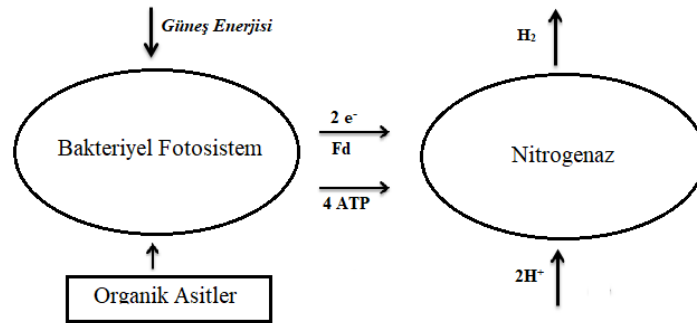 Güneş Enerjisi
H₂
2 e⁻
Bakteriyel Fotosistem
Fd
Nitrogenaz
4 ATP
2H⁺
Organik Asitler